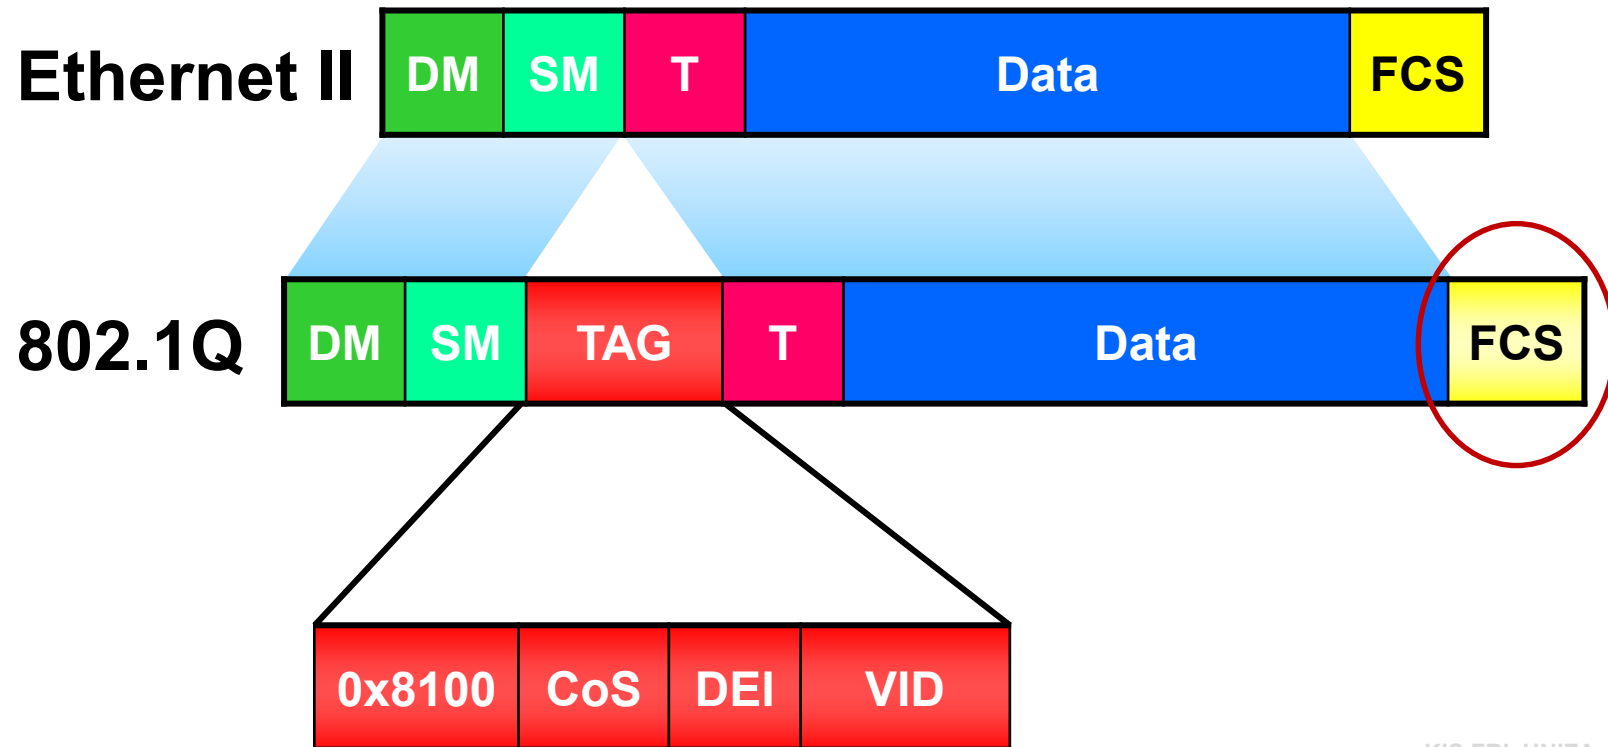 Ethernet II DM SM T Data FCS
802.1Q DM SM TAG T Data FCS
0x8100 CoS DEI VID